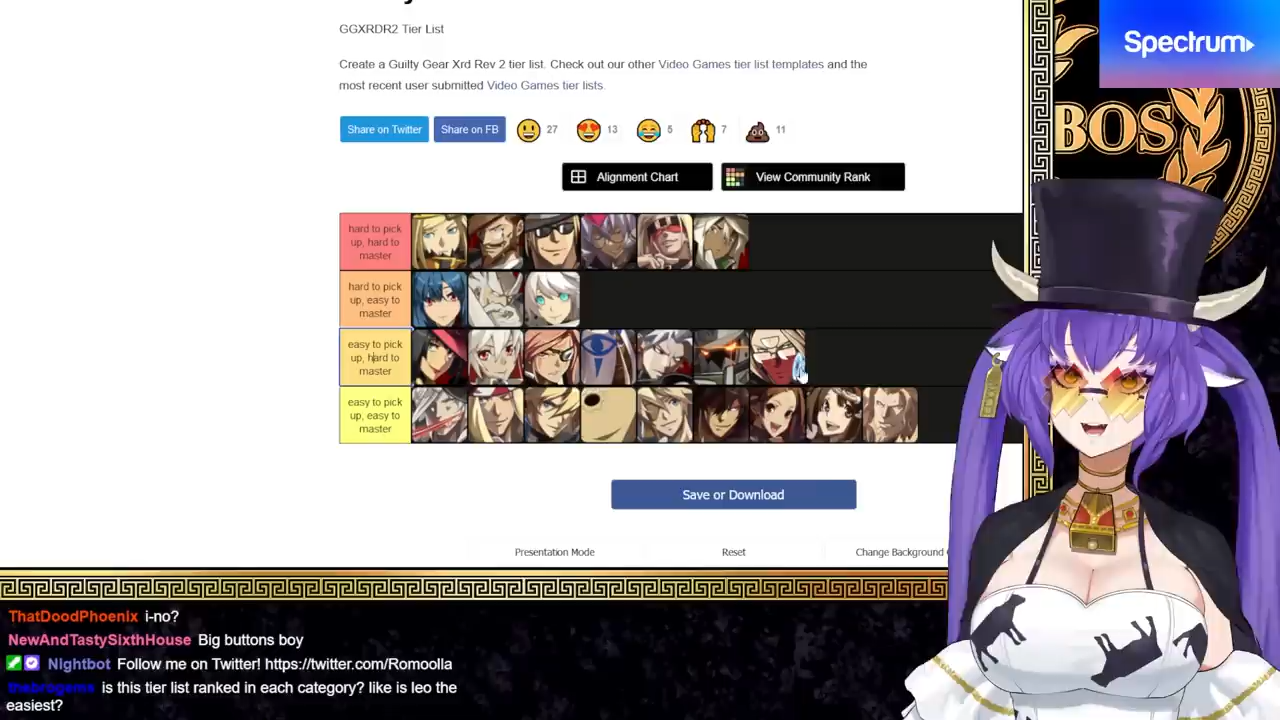 GGXRDR2 Tier List
Create a Guilty Gear Xrd Rev 2 tier list. Check out our other Video Games tier list templates and the
most recent user submitted Video Games tier lists.
Share on Twitter
Share on FB
27
13
5
7
11
Alignment Chart
View Community Rank
hard to pick
up, hard to
master
hard to pick
up, easy to
master
easy to pick
up, hard to
master
easy to pick
up, easy to
master
Save or Download
Presentation Mode
Reset
Change Background
Spectrum
BOS
ThatDoodPhoenix i-no?
NewAndTastySixthHouse Big buttons boy
Nightbot Follow me on Twitter! https://twitter.com/Romoolla
thebrogems is this tier list ranked in each category? like is leo the
easiest?